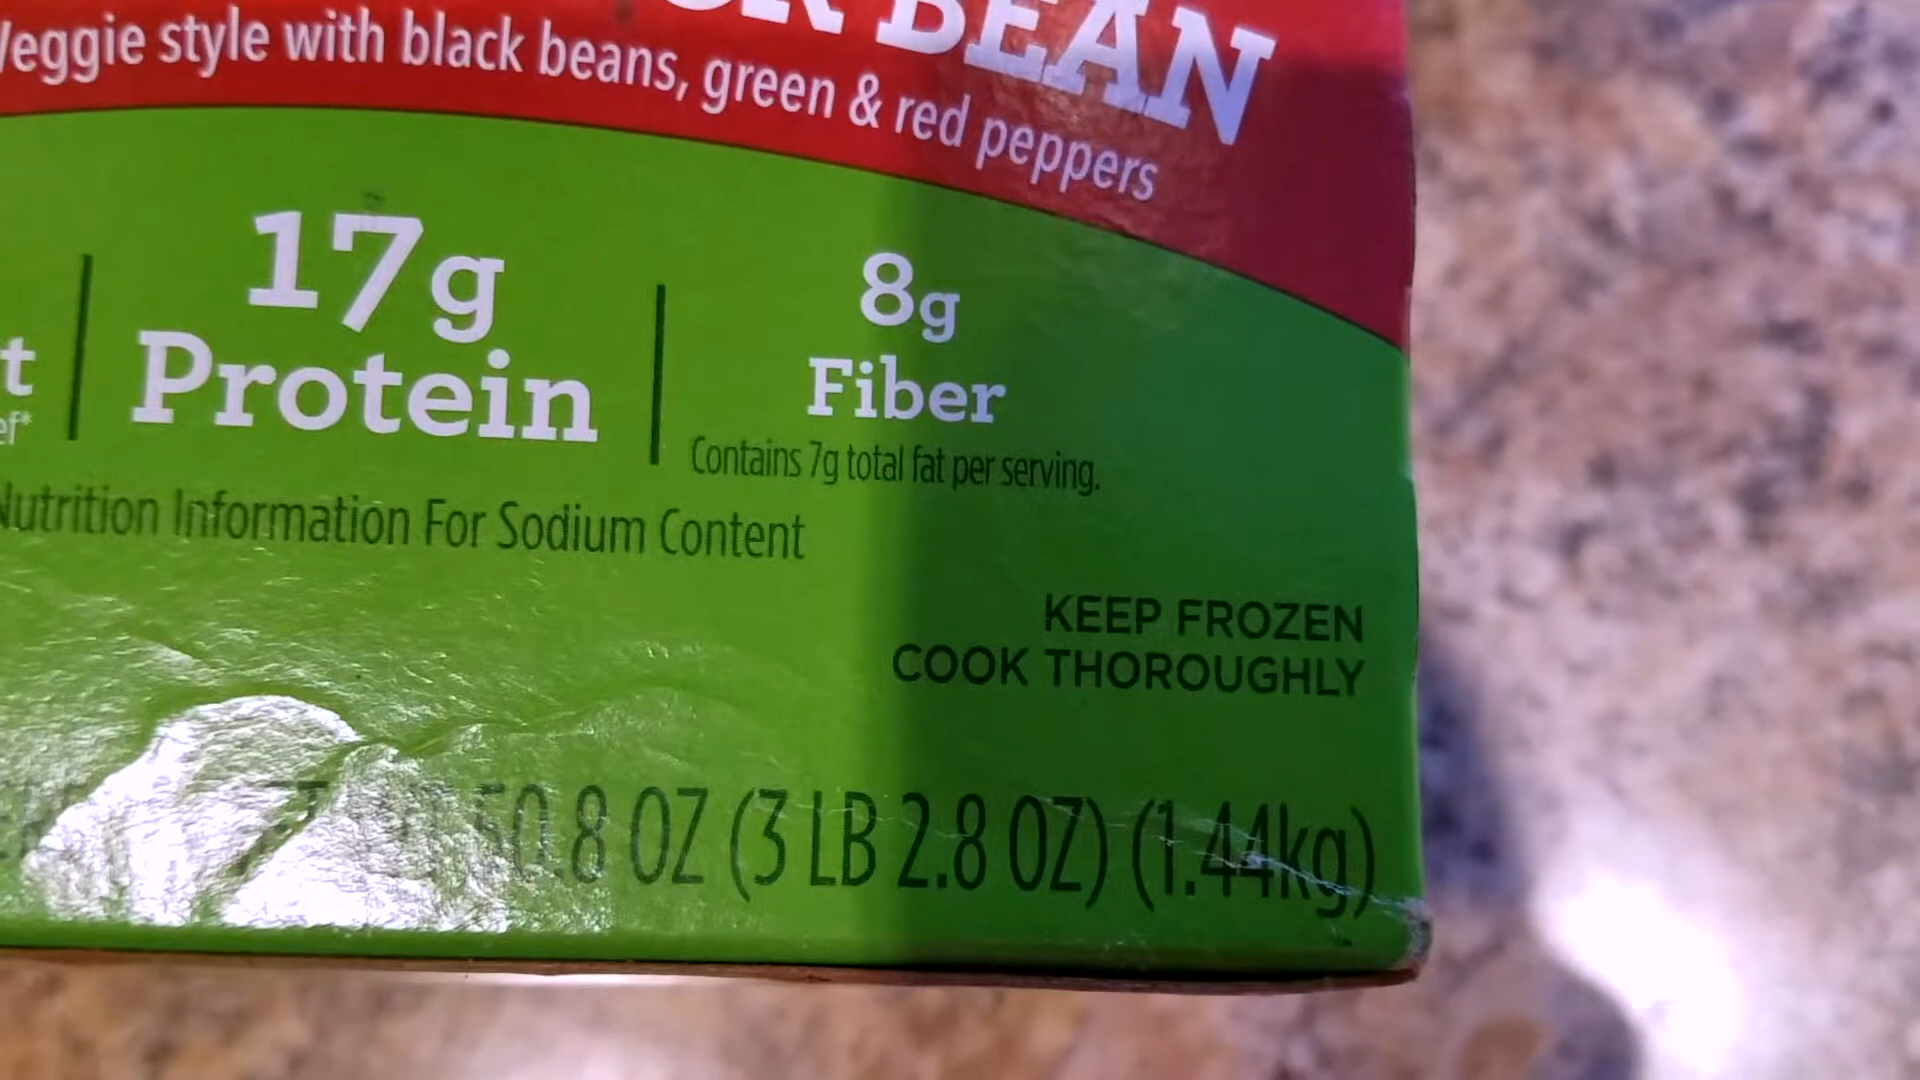 BEAN
Veggie style with black beans, green & red peppers
17g
Protein
8g
Fiber
Contains 7g total fat per serving.
Nutrition Information For Sodium Content
KEEP FROZEN
COOK THOROUGHLY
50.8 OZ (3 LB 2.8 OZ) (1.44kg)